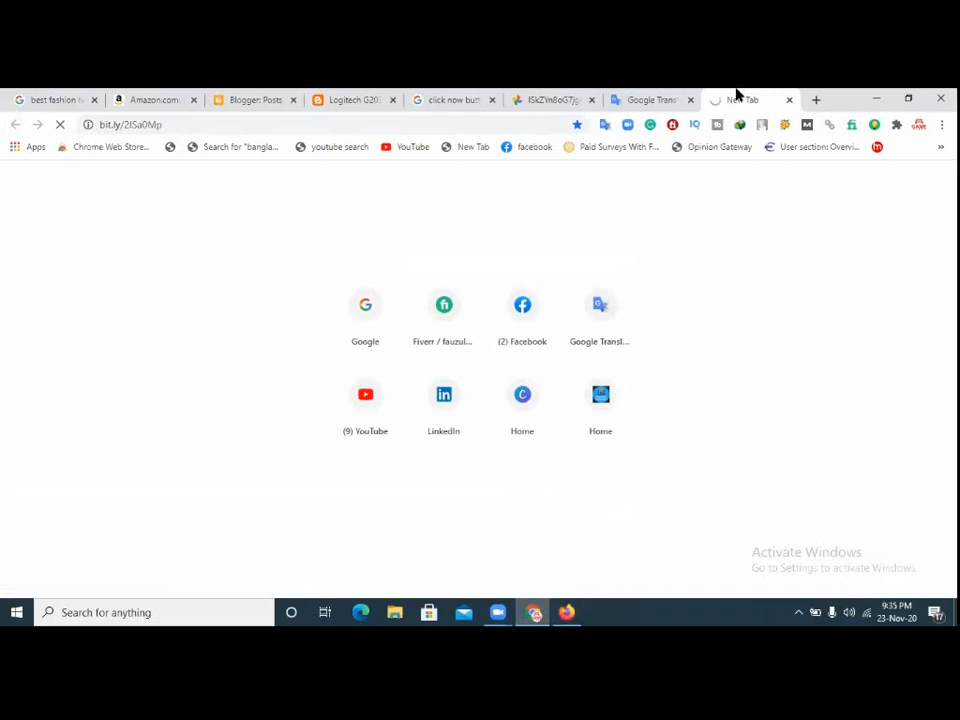 best fashion
Amazon.com:
Blogger: Posts
Logitech G203
click now butt
Google Trans
New Tab
bit.ly/2ISa0Mp
Apps
Chrome Web Store...
Search for "bangla...
youtube search
YouTube
New Tab
facebook
Paid Surveys With F...
Opinion Gateway
User section: Overvi...
Google
Fiverr / fauzul...
(2) Facebook
Google Transl...
(9) YouTube
LinkedIn
Home
Home
Activate Windows
Go to Settings to activate Windows.
Search for anything
9:35 PM
23-Nov-20
17